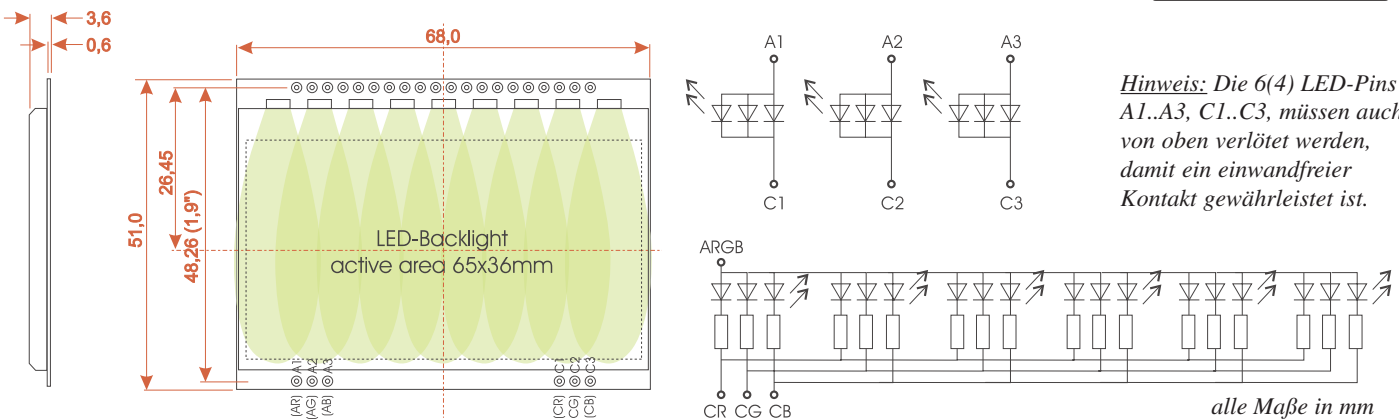 3,6
0,6
68,0
51,0
26,45
48,26 (1,9")
LED-Backlight
active area 65x36mm
A1
A2
A3
C1
C2
C3
(AR)
(AG)
(AB)
(CR)
CG)
(CB)
A1
A2
A3
C1
C2
C3
Hinweis: Die 6(4) LED-Pins
A1..A3, C1..C3, müssen auch
von oben verlötet werden,
damit ein einwandfreier
Kontakt gewährleistet ist.
ARGB
CR CG CB
alle Maße in mm